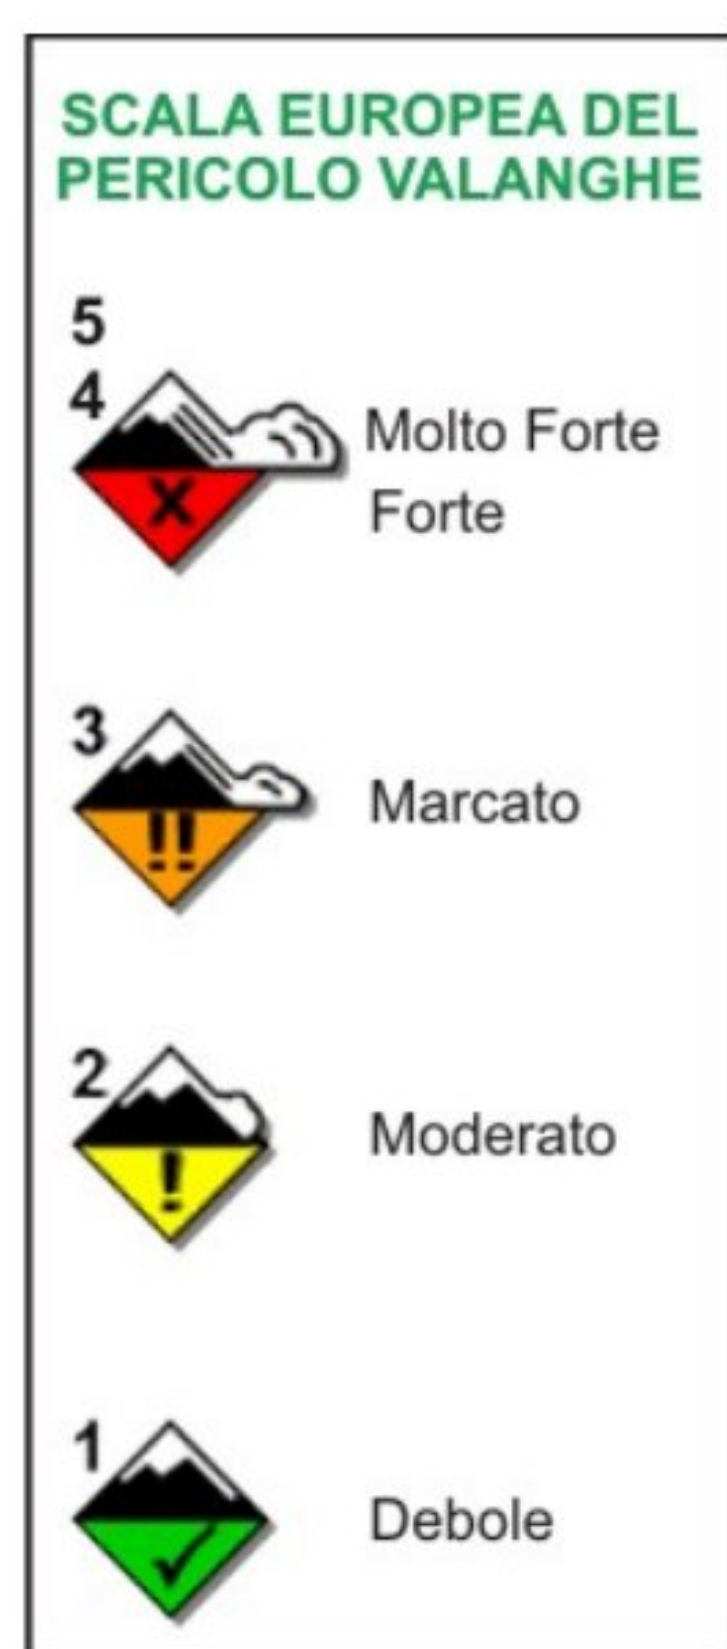 SCALA EUROPEA DEL
PERICOLO VALANGHE
5
4
Molto Forte
Forte
X
3
Marcato
!!
2
Moderato
!
1
Debole